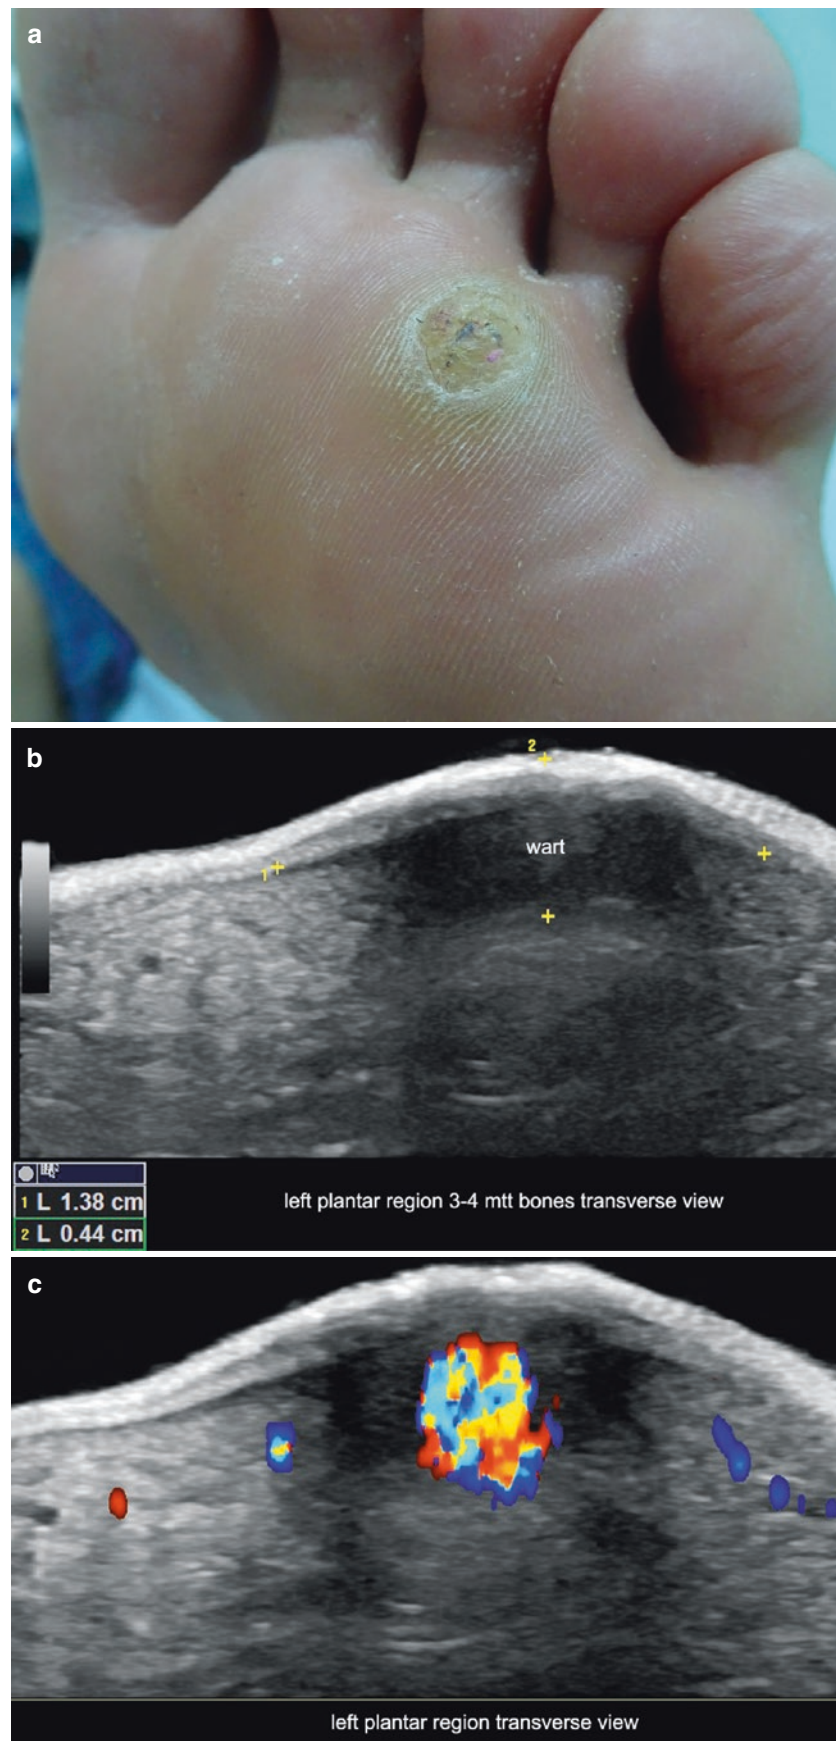 a
b
2
wart
1
1 L 1.38 cm
2 L 0.44 cm
left plantar region 3-4 mtt bones transverse view
c
left plantar region transverse view